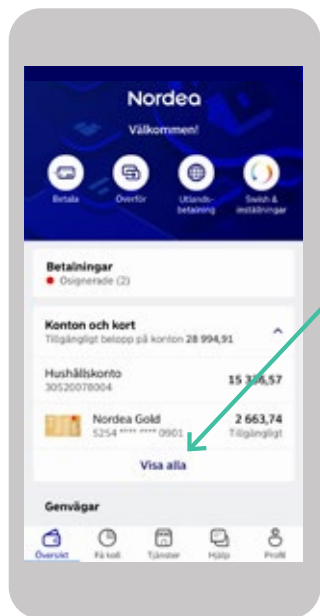 Nordea
Välkommen!
Betala
Överför
Utlands-
betalning
Swish &
inställningar
Betalningar
Osignerade (2)
Konton och kort
Tillgängligt belopp på konton 28 994,91
Hushållskonto
30520078004
15 336,57
Nordea Gold
5254 **** **** 0901
2 663,74
Tillgängligt
Visa alla
Genvägar
Översikt
Få koll
Tjänster
Hjälp
Profil